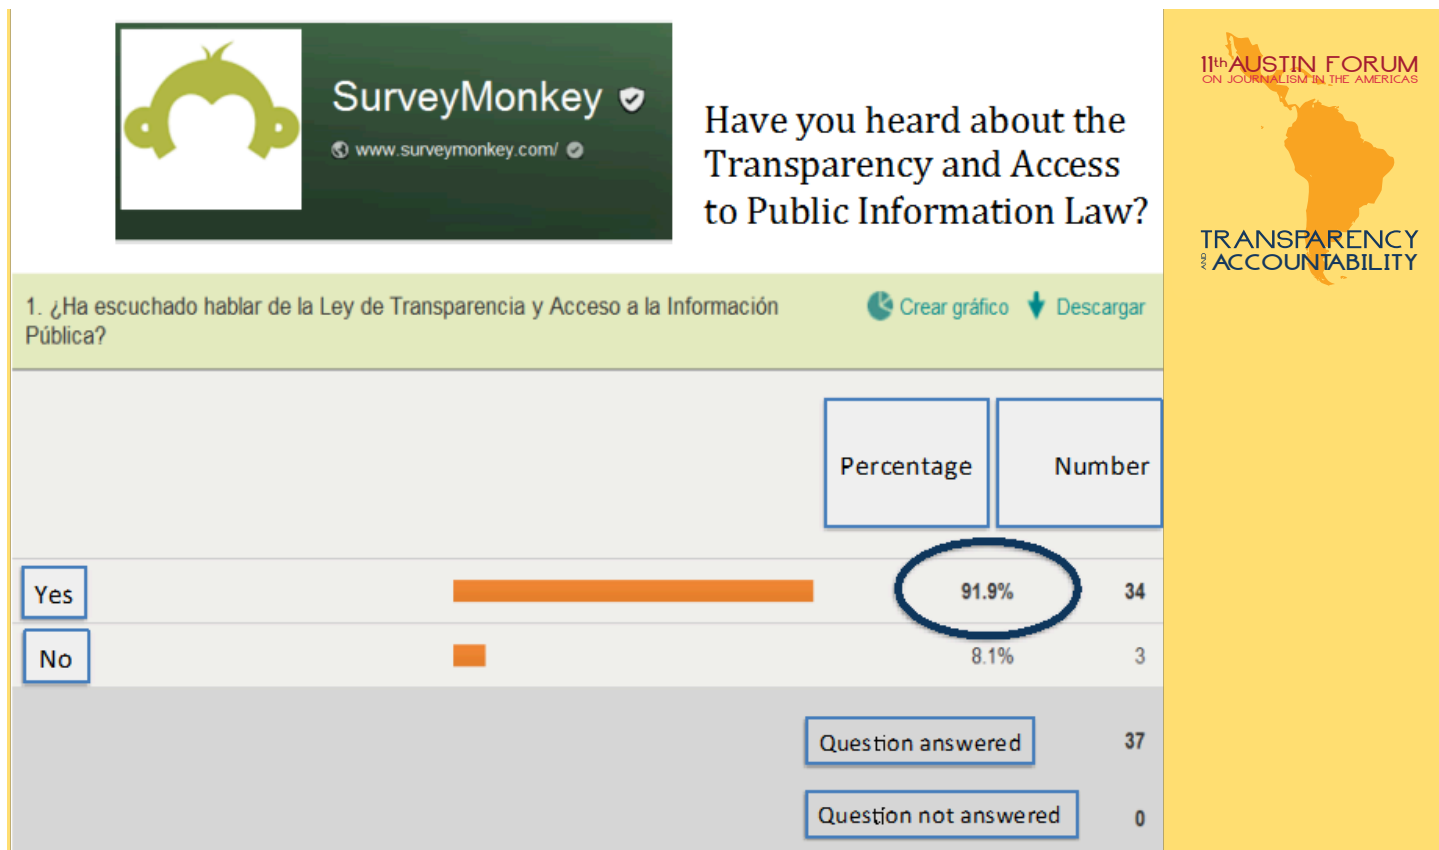 SurveyMonkey
www.surveymonkey.com/
Have you heard about the
Transparency and Access
to Public Information Law?
11th AUSTIN FORUM
ON JOURNALISM IN THE AMERICAS
TRANSPARENCY
and ACCOUNTABILITY
1. ¿Ha escuchado hablar de la Ley de Transparencia y Acceso a la Información
Pública?
Crear gráfico Descargar
Percentage Number
Yes 91.9% 34
No 8.1% 3
Question answered 37
Question not answered 0